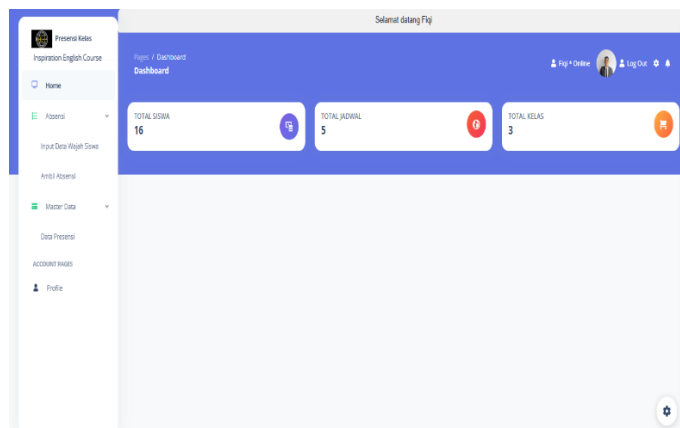 Selamat datang Fiqi
Presensi Kelas
Inspiration English Course
Home
Absensi
Input Data Wajah Siswa
Ambil Absensi
Master Data
Data Presensi
ACCOUNT PAGES
Profile
Pages / Dashboard
Dashboard
Fiqi * Online
Log Out
TOTAL SISWA
16
TOTAL JADWAL
5
TOTAL KELAS
3